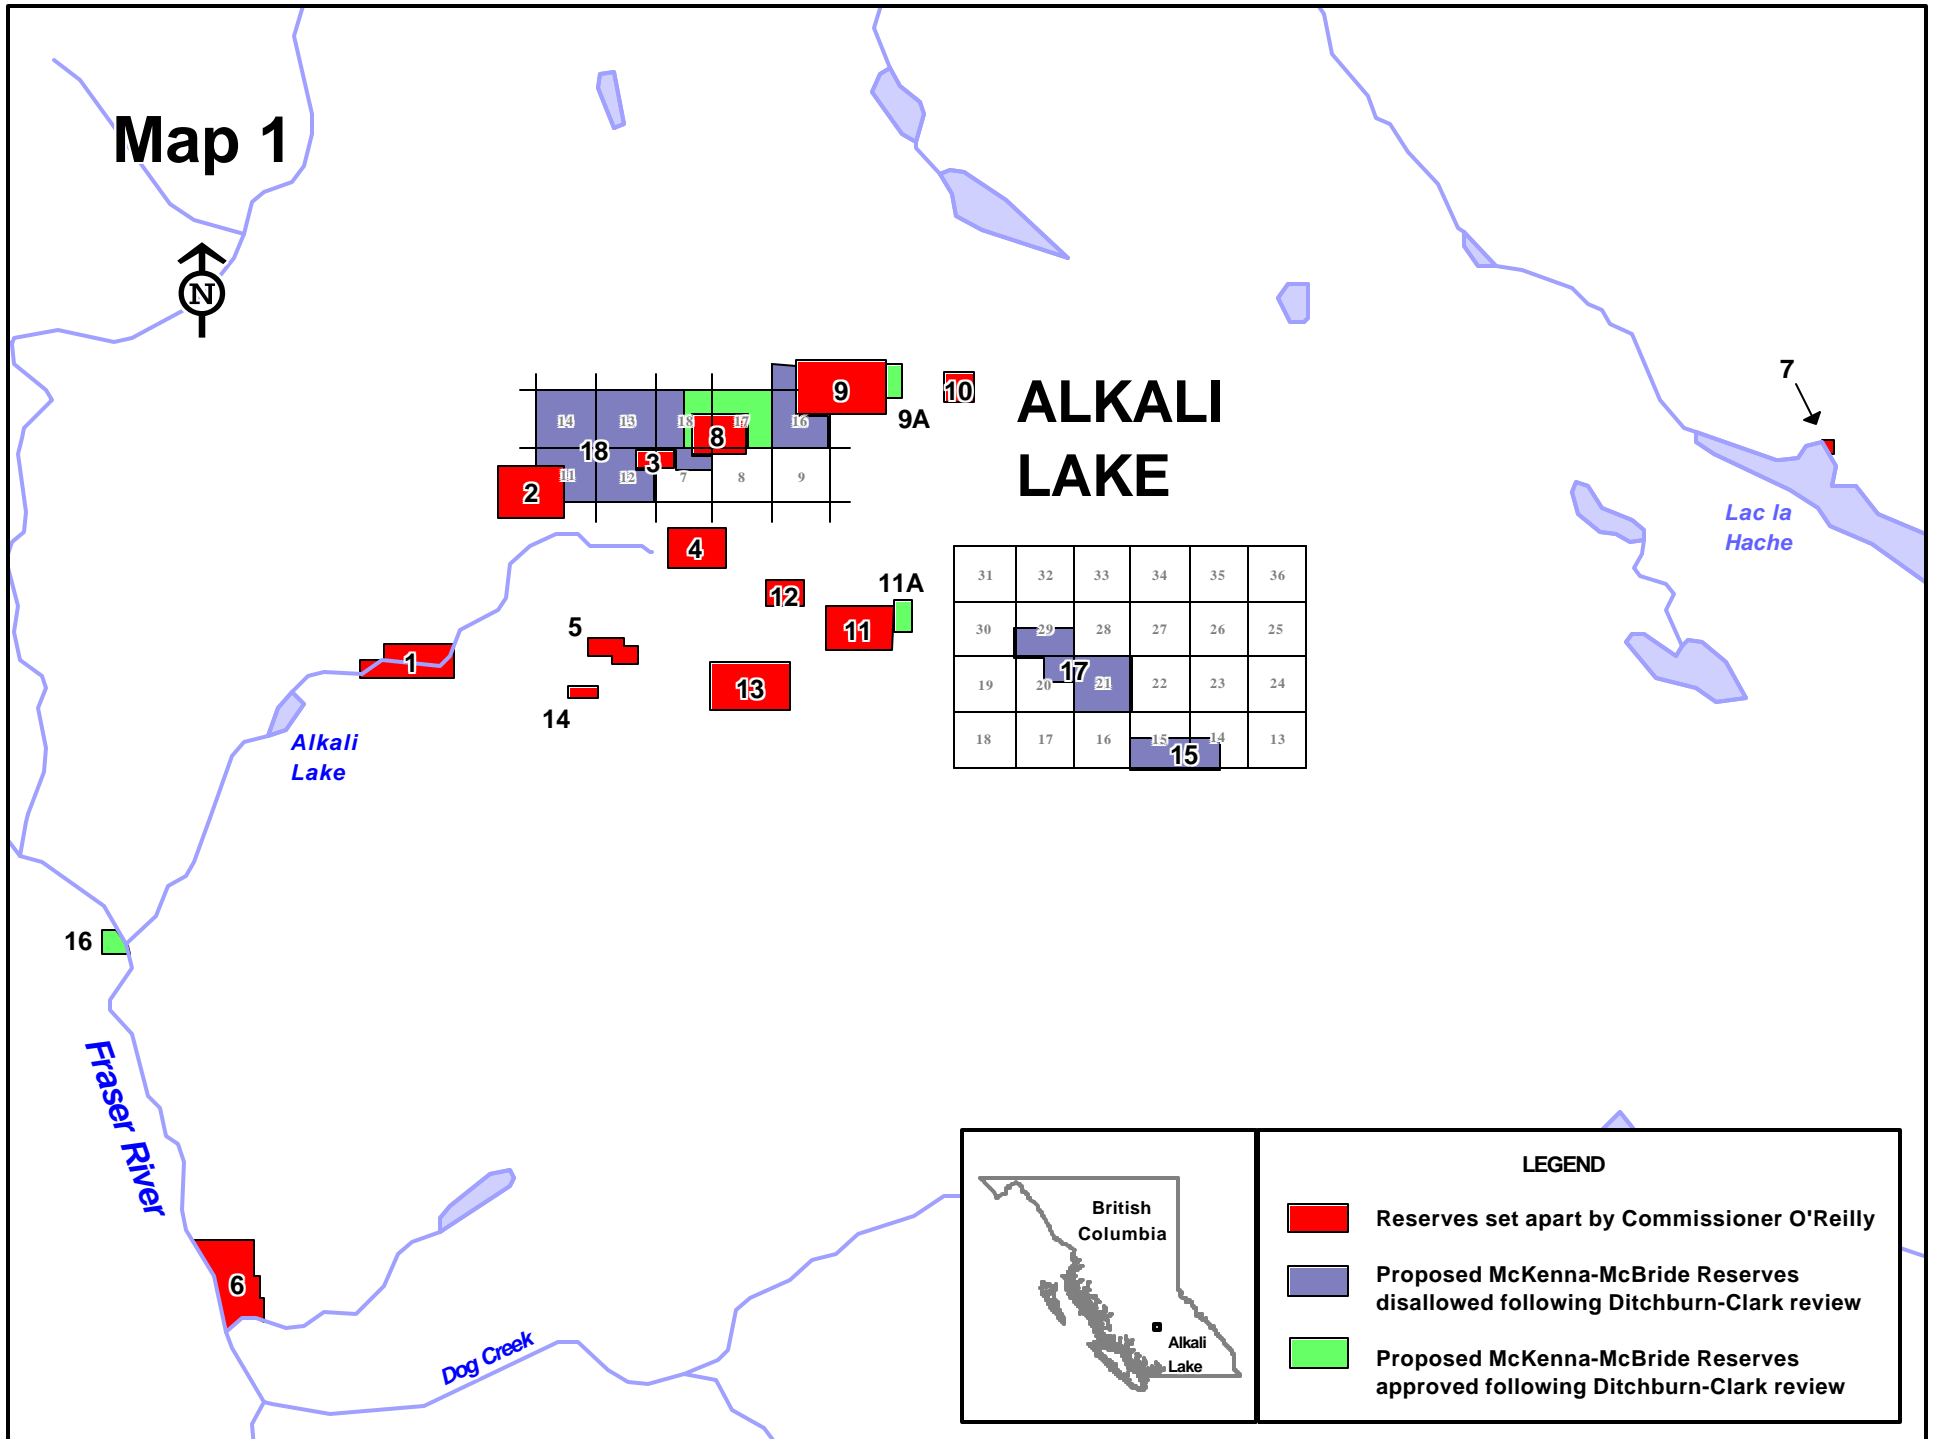 Map 1
N
7
9
10
9A
ALKALI
LAKE
14
13
18
17
16
8
18
3
11
12
7
8
9
2
Lac la
Hache
4
31
32
33
34
35
36
12
11A
11
5
30
29
28
27
26
25
1
13
14
19
20
17
21
22
23
24
Alkali
Lake
18
17
16
15
14
13
15
16
Fraser River
6
Dog Creek
British
Columbia
Alkali
Lake
LEGEND
Reserves set apart by Commissioner O'Reilly
Proposed McKenna-McBride Reserves
disallowed following Ditchburn-Clark review
Proposed McKenna-McBride Reserves
approved following Ditchburn-Clark review